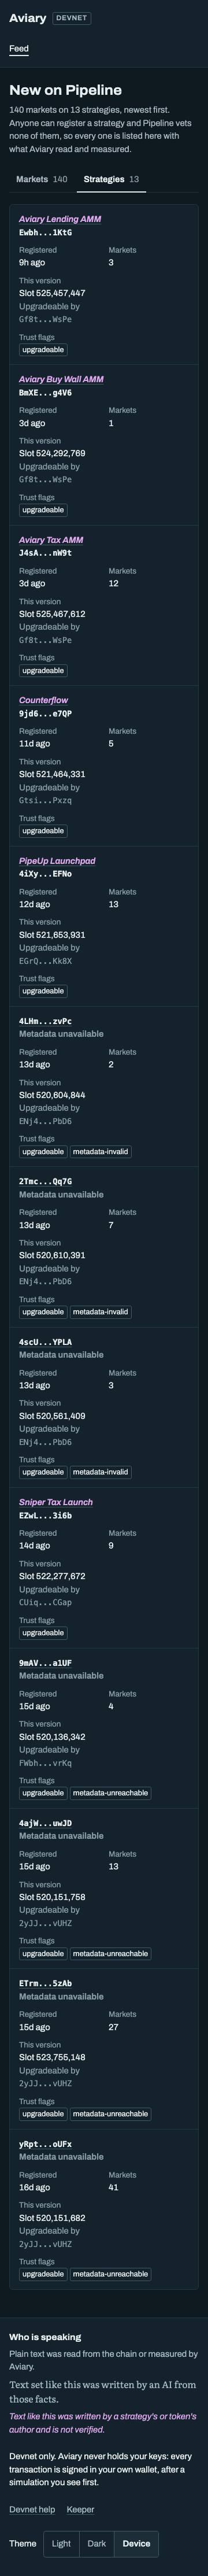 Aviary DEVNET
Feed
New on Pipeline
140 markets on 13 strategies, newest first.
Anyone can register a strategy and Pipeline vets
none of them, so every one is listed here with
what Aviary read and measured.
Markets 140 Strategies 13
Aviary Lending AMM
Ewbh...1KtG
Registered Markets
9h ago 3
This version
Slot 525,457,447
Upgradeable by
Gf8t...WsPe
Trust flags
upgradeable
Aviary Buy Wall AMM
BmXE...g4V6
Registered Markets
3d ago 1
This version
Slot 524,292,769
Upgradeable by
Gf8t...WsPe
Trust flags
upgradeable
Aviary Tax AMM
J4sA...nW9t
Registered Markets
3d ago 12
This version
Slot 525,467,612
Upgradeable by
Gf8t...WsPe
Trust flags
upgradeable
Counterflow
9jd6...e7QP
Registered Markets
11d ago 5
This version
Slot 521,464,331
Upgradeable by
Gtsi...Pxzq
Trust flags
upgradeable
PipeUp Launchpad
4iXy...EFNo
Registered Markets
12d ago 13
This version
Slot 521,653,931
Upgradeable by
EGrQ...Kk8X
Trust flags
upgradeable
4LHm...zvPc
Metadata unavailable
Registered Markets
13d ago 2
This version
Slot 520,604,844
Upgradeable by
ENj4...PbD6
Trust flags
upgradeable metadata-invalid
2Tmc...Qq7G
Metadata unavailable
Registered Markets
13d ago 7
This version
Slot 520,610,391
Upgradeable by
ENj4...PbD6
Trust flags
upgradeable metadata-invalid
4scU...YPLA
Metadata unavailable
Registered Markets
13d ago 3
This version
Slot 520,561,409
Upgradeable by
ENj4...PbD6
Trust flags
upgradeable metadata-invalid
Sniper Tax Launch
EZwL...3i6b
Registered Markets
14d ago 9
This version
Slot 522,277,672
Upgradeable by
CUiq...CGap
Trust flags
upgradeable
9mAV...a1UF
Metadata unavailable
Registered Markets
15d ago 4
This version
Slot 520,136,342
Upgradeable by
FWbh...vrKq
Trust flags
upgradeable metadata-unreachable
4ajW...uwJD
Metadata unavailable
Registered Markets
15d ago 13
This version
Slot 520,151,758
Upgradeable by
2yJJ...vUHZ
Trust flags
upgradeable metadata-unreachable
ETrm...5zAb
Metadata unavailable
Registered Markets
15d ago 27
This version
Slot 523,755,148
Upgradeable by
2yJJ...vUHZ
Trust flags
upgradeable metadata-unreachable
yRpt...oUFx
Metadata unavailable
Registered Markets
16d ago 41
This version
Slot 520,151,682
Upgradeable by
2yJJ...vUHZ
Trust flags
upgradeable metadata-unreachable
Who is speaking
Plain text was read from the chain or measured by
Aviary.
Text set like this was written by an AI from
those facts.
Text like this was written by a strategy's or token's
author and is not verified.
Devnet only. Aviary never holds your keys: every
transaction is signed in your own wallet, after a
simulation you see first.
Devnet help Keeper
Theme Light Dark Device